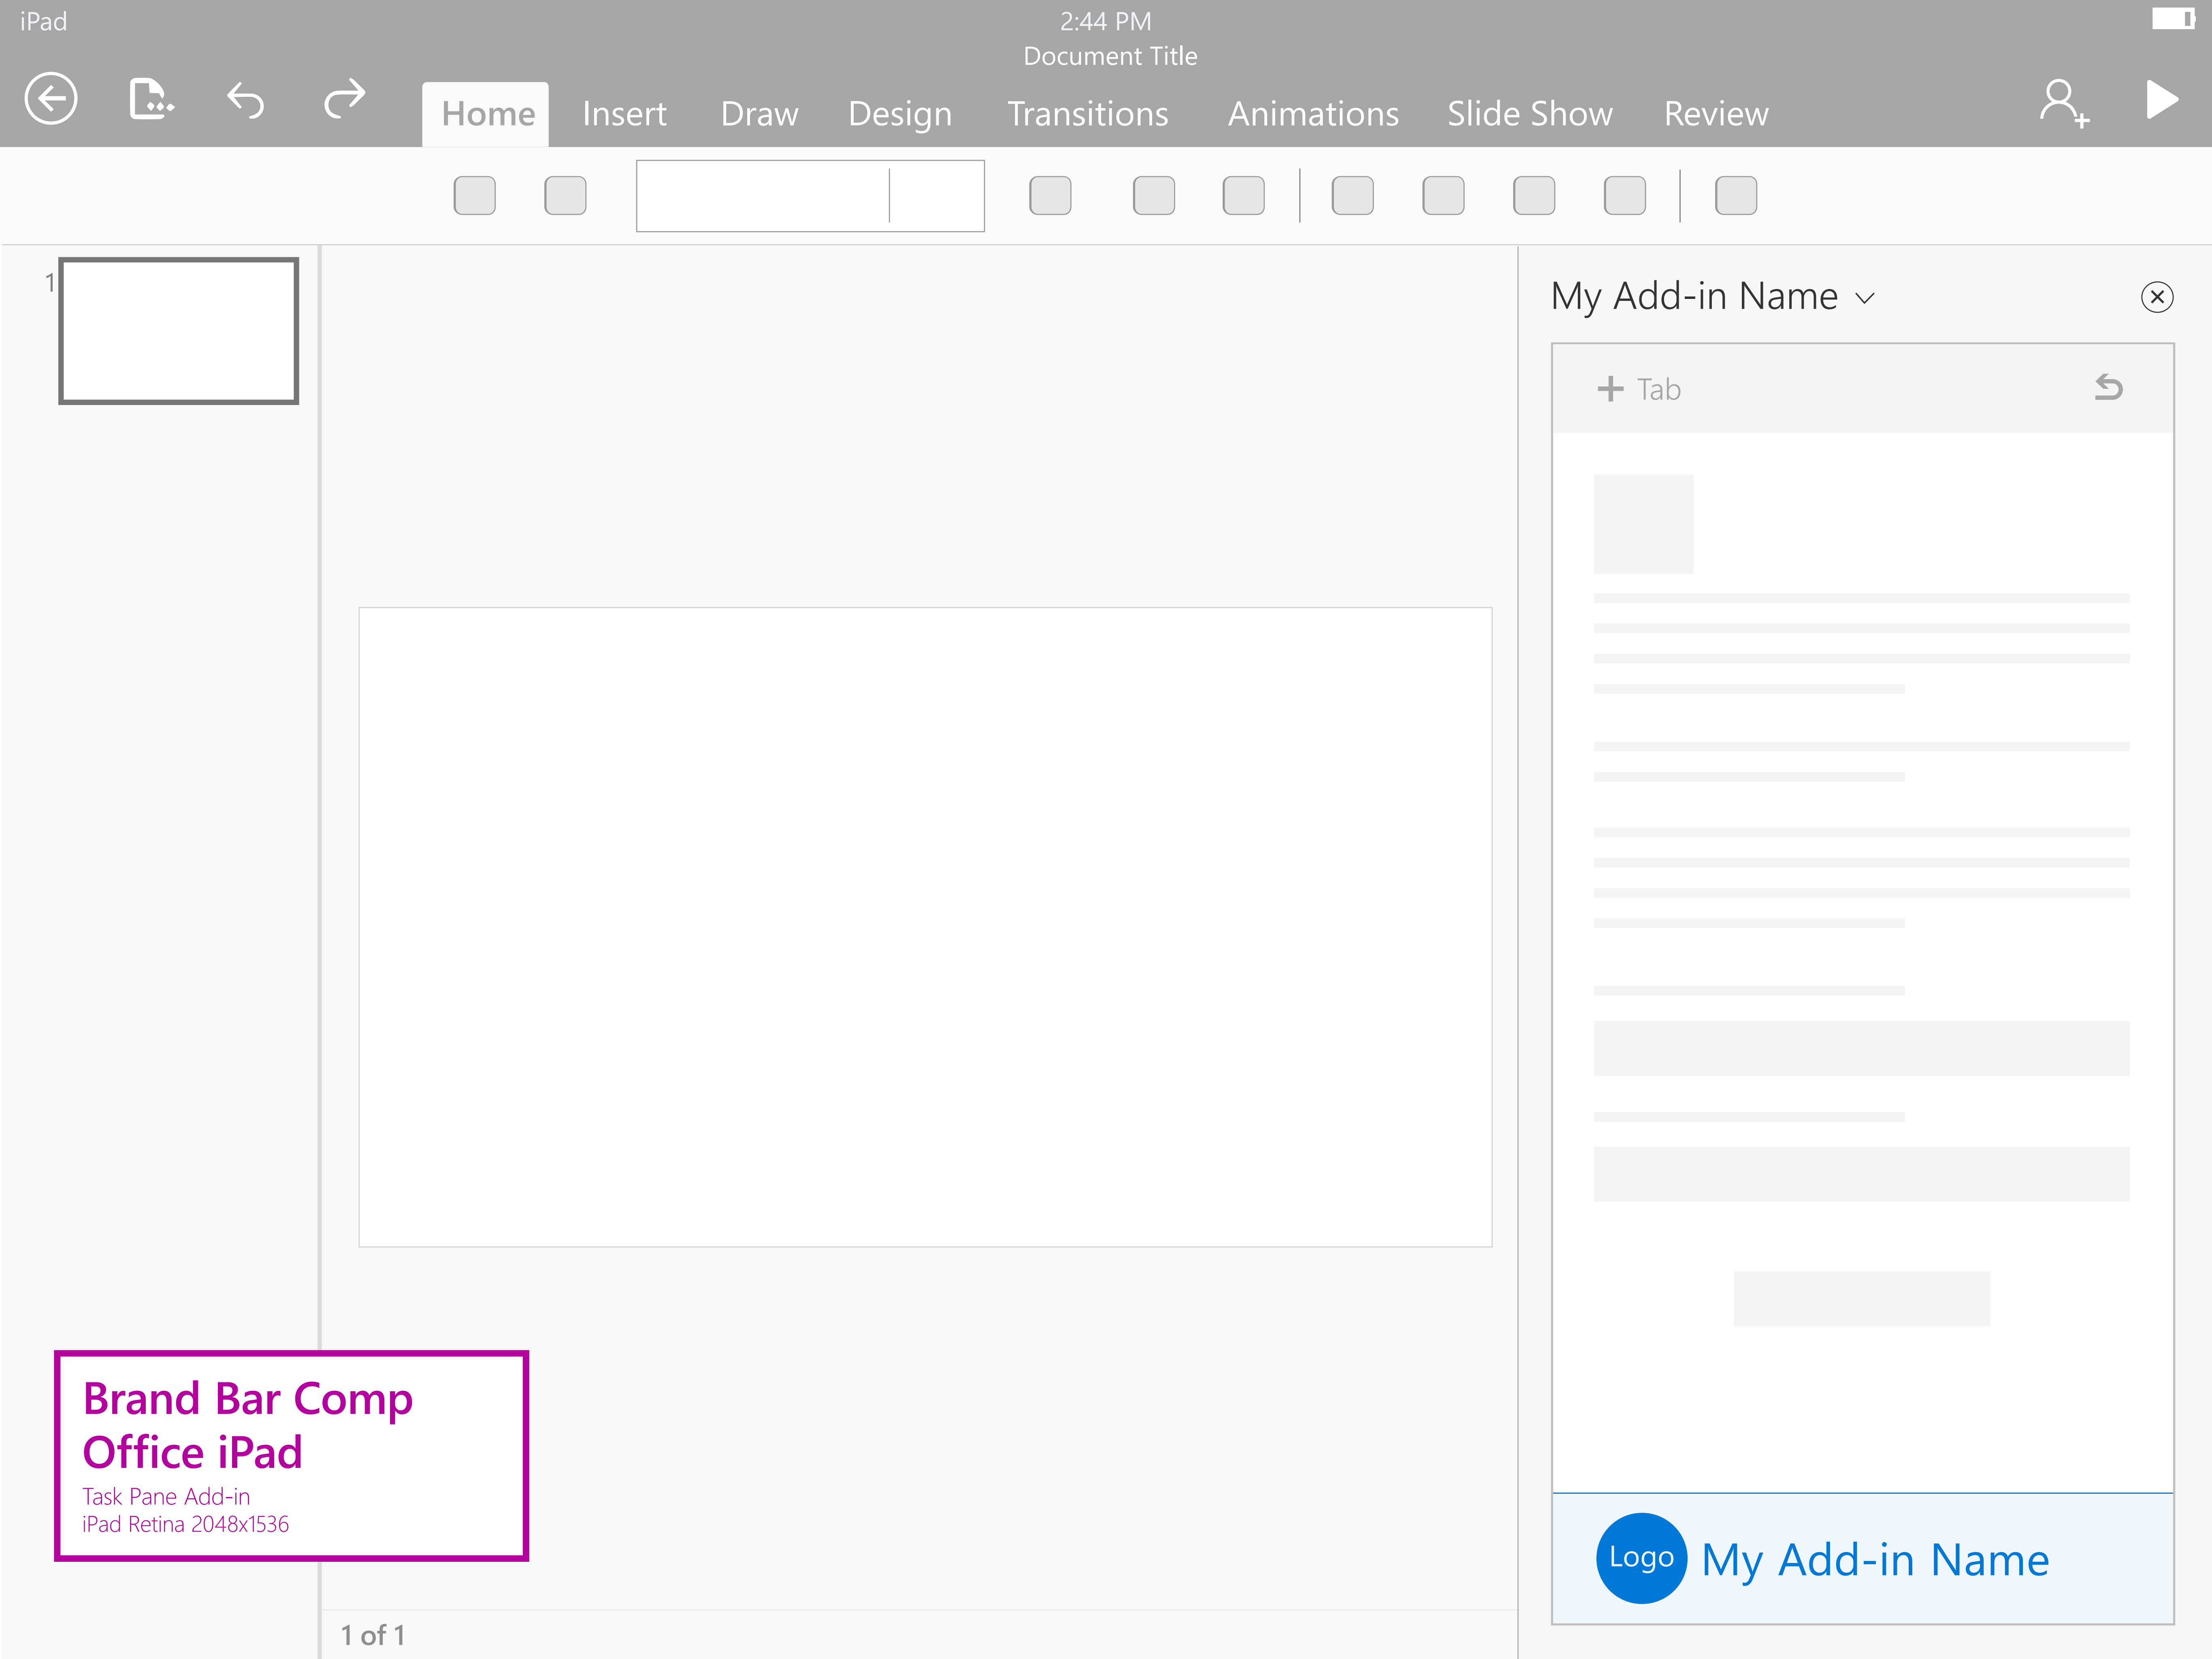 iPad
2:44 PM
Document Title
Home Insert Draw Design Transitions Animations Slide Show Review
1
My Add-in Name
Tab
Brand Bar Comp
Office iPad
Task Pane Add-in
iPad Retina 2048x1536
Logo My Add-in Name
1 of 1